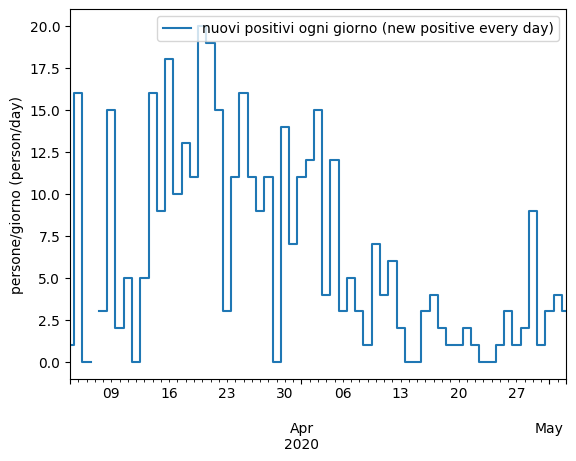 nuovi positivi ogni giorno (new positive every day)
persone/giorno (person/day)
20.0
17.5
15.0
12.5
10.0
7.5
5.0
2.5
0.0
09 16 23 30 06 13 20 27
Apr May
2020